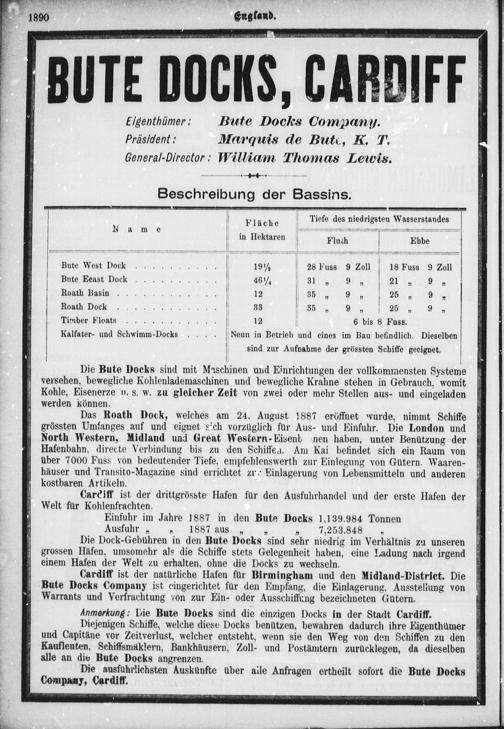 1890
England.
BUTE DOCKS, CARDIFF
Eigenthümer: Bute Docks Company.
Präsident: Marquis de Bute, K. T.
General-Director: William Thomas Lewis.
Beschreibung der Bassins.
Name | Fläche in Hektaren | Tiefe des niedrigsten Wasserstandes
Fluth | Ebbe
Bute West Dock . . . . . . . . . . 19½ 28 Fuss 9 Zoll 18 Fuss 9 Zoll
Bute Eeast Dock . . . . . . . . . . 46¼ 31 „ 9 „ 21 „ 9 „
Roath Basin . . . . . . . . . . . . 12 35 „ 9 „ 25 „ 9 „
Roath Dock . . . . . . . . . . . . 33 35 „ 9 „ 25 „ 9 „
Timber Floats . . . . . . . . . . . 12 6 bis 8 Fuss.
Kalfater- und Schwimm-Docks . . . . . Neun in Betrieb und eines im Bau befindlich. Dieselben
sind zur Aufnahme der grössten Schiffe geeignet.
Die Bute Docks sind mit Maschinen und Einrichtungen der vollkommensten Systeme
versehen, bewegliche Kohlenlademaschinen und bewegliche Krahne stehen in Gebrauch, womit
Kohle, Eisenerze u. s. w. zu gleicher Zeit von zwei oder mehr Stellen aus- und eingeladen
werden können.
Das Roath Dock, welches am 24. August 1887 eröffnet wurde, nimmt Schiffe
grössten Umfanges auf und eignet sich vorzüglich für Aus- und Einfuhr. Die London und
North Western, Midland und Great Western-Eisenbahnen haben, unter Benützung der
Hafenbahn, directe Verbindung bis zu den Schiffen. Am Kai befindet sich ein Raum von
über 7000 Fuss von bedeutender Tiefe, empfehlenswerth zur Einlegung von Gütern. Waaren-
häuser und Transito-Magazine sind errichtet zur Einlagerung von Lebensmitteln und anderen
kostbaren Artikeln.
Cardiff ist der drittgrösste Hafen für den Ausfuhrhandel und der erste Hafen der
Welt für Kohlenfrachten.
Einfuhr im Jahre 1887 in den Bute Docks 1,139.984 Tonnen
Ausfuhr „ „ 1887 aus „ „ „ 7,253.848 „
Die Dock-Gebühren in den Bute Docks sind sehr niedrig im Verhältnis zu unseren
grossen Häfen, umsomehr als die Schiffe stets Gelegenheit haben, eine Ladung nach irgend
einem Hafen der Welt zu erhalten, ohne die Docks zu wechseln.
Cardiff ist der natürliche Hafen für Birmingham und den Midland-District. Die
Bute Docks Company ist eingerichtet für den Empfang, die Einlagerung, Ausstellung von
Warrants und Verfrachtung von zur Ein- oder Ausschiffung bezeichneten Gütern.
Anmerkung: Die Bute Docks sind die einzigen Docks in der Stadt Cardiff.
Diejenigen Schiffe, welche diese Docks benützen, bewahren dadurch ihre Eigenthümer
und Capitäne vor Zeitverlust, welcher entsteht, wenn sie den Weg von den Schiffen zu den
Kaufleuten, Schiffsmäklern, Bankhäusern, Zoll- und Postämtern zurücklegen, da dieselben
alle an die Bute Docks angrenzen.
Die ausführlichsten Auskünfte über alle Anfragen ertheilt sofort die Bute Docks
Company, Cardiff.